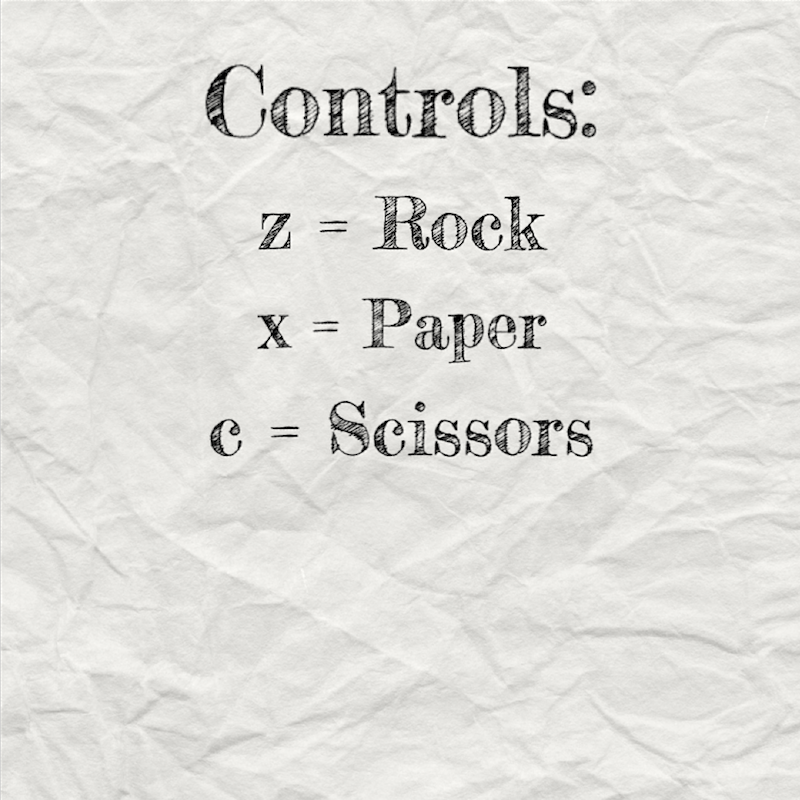 Controls:
z = Rock
x = Paper
c = Scissors